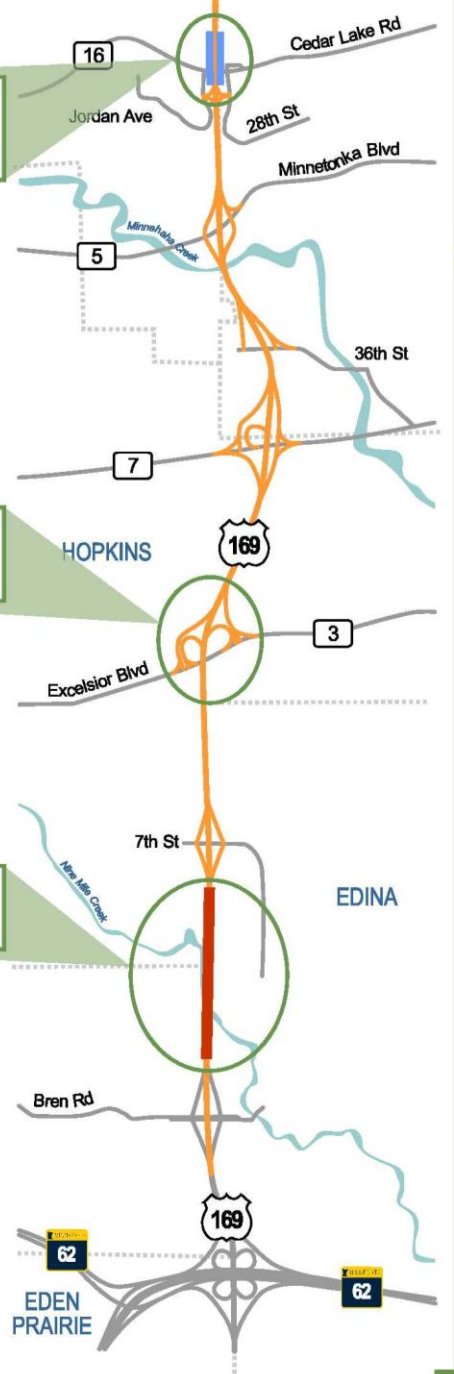 Cedar Lake Rd
16
Jordan Ave
28th St
Minnetonka Blvd
Minnehaha Creek
5
36th St
7
HOPKINS
169
3
Excelsior Blvd
7th St
Nine Mile Creek
EDINA
Bren Rd
169
62
62
EDEN
PRAIRIE